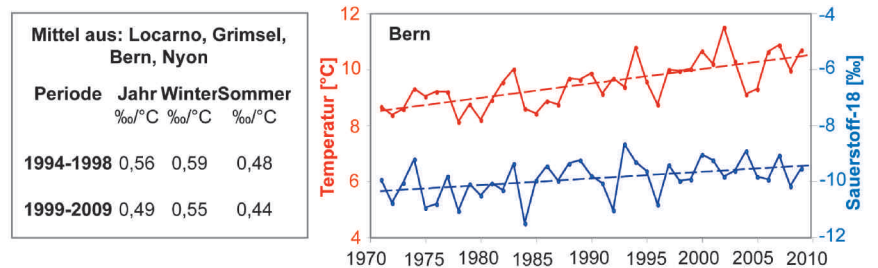 Mittel aus: Locarno, Grimsel,
Bern, Nyon
Periode Jahr Winter Sommer
‰/°C ‰/°C ‰/°C
1994-1998 0,56 0,59 0,48
1999-2009 0,49 0,55 0,44
Bern
Temperatur [°C]
12
10
8
6
4
1970 1975 1980 1985 1990 1995 2000 2005 2010
-4
-6
-8
-10
-12
Sauerstoff-18 [‰]